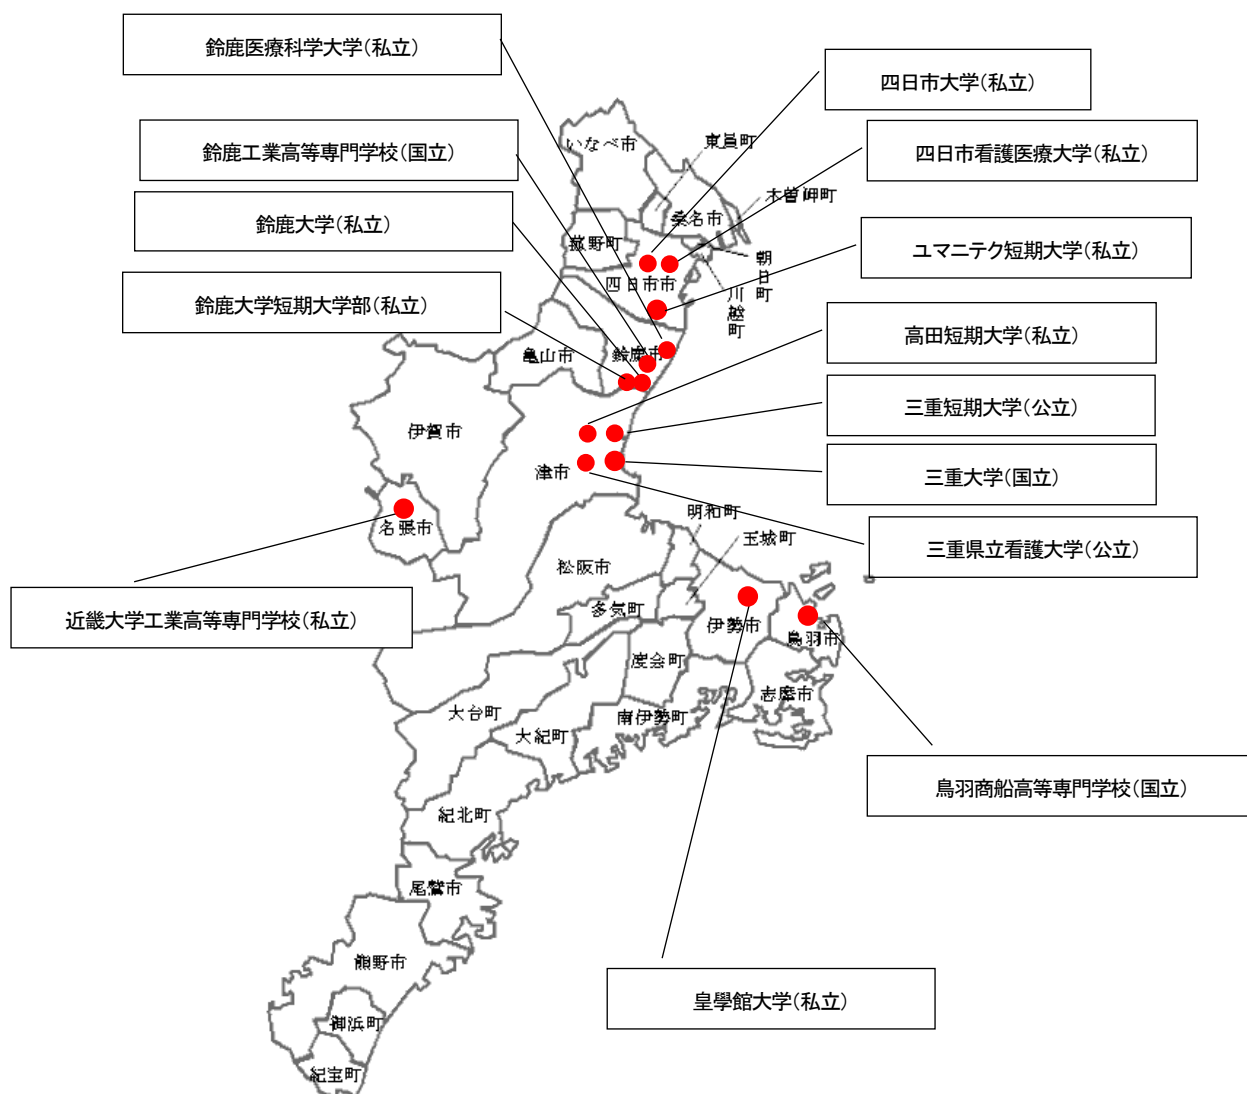 鈴鹿医療科学大学(私立)
四日市大学(私立)
鈴鹿工業高等専門学校(国立)
いなべ市
東員町
四日市看護医療大学(私立)
鈴鹿大学(私立)
木曽岬町
桑名市
菰野町
ユマニテク短期大学(私立)
朝日町
四日市市
川越町
鈴鹿大学短期大学部(私立)
高田短期大学(私立)
亀山市
鈴鹿市
三重短期大学(公立)
伊賀市
津市
三重大学(国立)
明和町
名張市
玉城町
三重県立看護大学(公立)
松阪市
多気町
近畿大学工業高等専門学校(私立)
伊勢市
鳥羽市
度会町
志摩市
大台町
南伊勢町
大紀町
鳥羽商船高等専門学校(国立)
紀北町
尾鷲市
熊野市
皇學館大学(私立)
御浜町
紀宝町